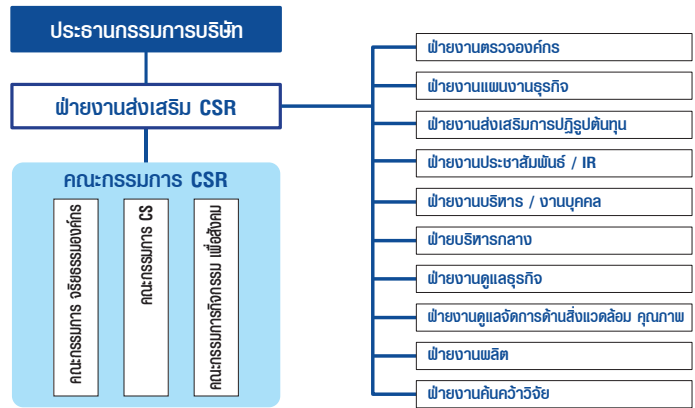 ประธานกรรมการบริษัท
ฝ่ายงานส่งเสริม CSR
คณะกรรมการ CSR
คณะกรรมการ จริยธรรมองค์กร
คณะกรรมการ CS
คณะกรรมการกิจกรรม เพื่อสังคม
ฝ่ายงานตรวจองค์กร
ฝ่ายงานแผนงานธุรกิจ
ฝ่ายงานส่งเสริมการปฎิรูปต้นทุน
ฝ่ายงานประชาสัมพันธ์ / IR
ฝ่ายงานบริหาร / งานบุคคล
ฝ่ายบริหารกลาง
ฝ่ายงานดูแลธุรกิจ
ฝ่ายงานดูแลจัดการด้านสิ่งแวดล้อม คุณภาพ
ฝ่ายงานผลิต
ฝ่ายงานค้นคว้าวิจัย